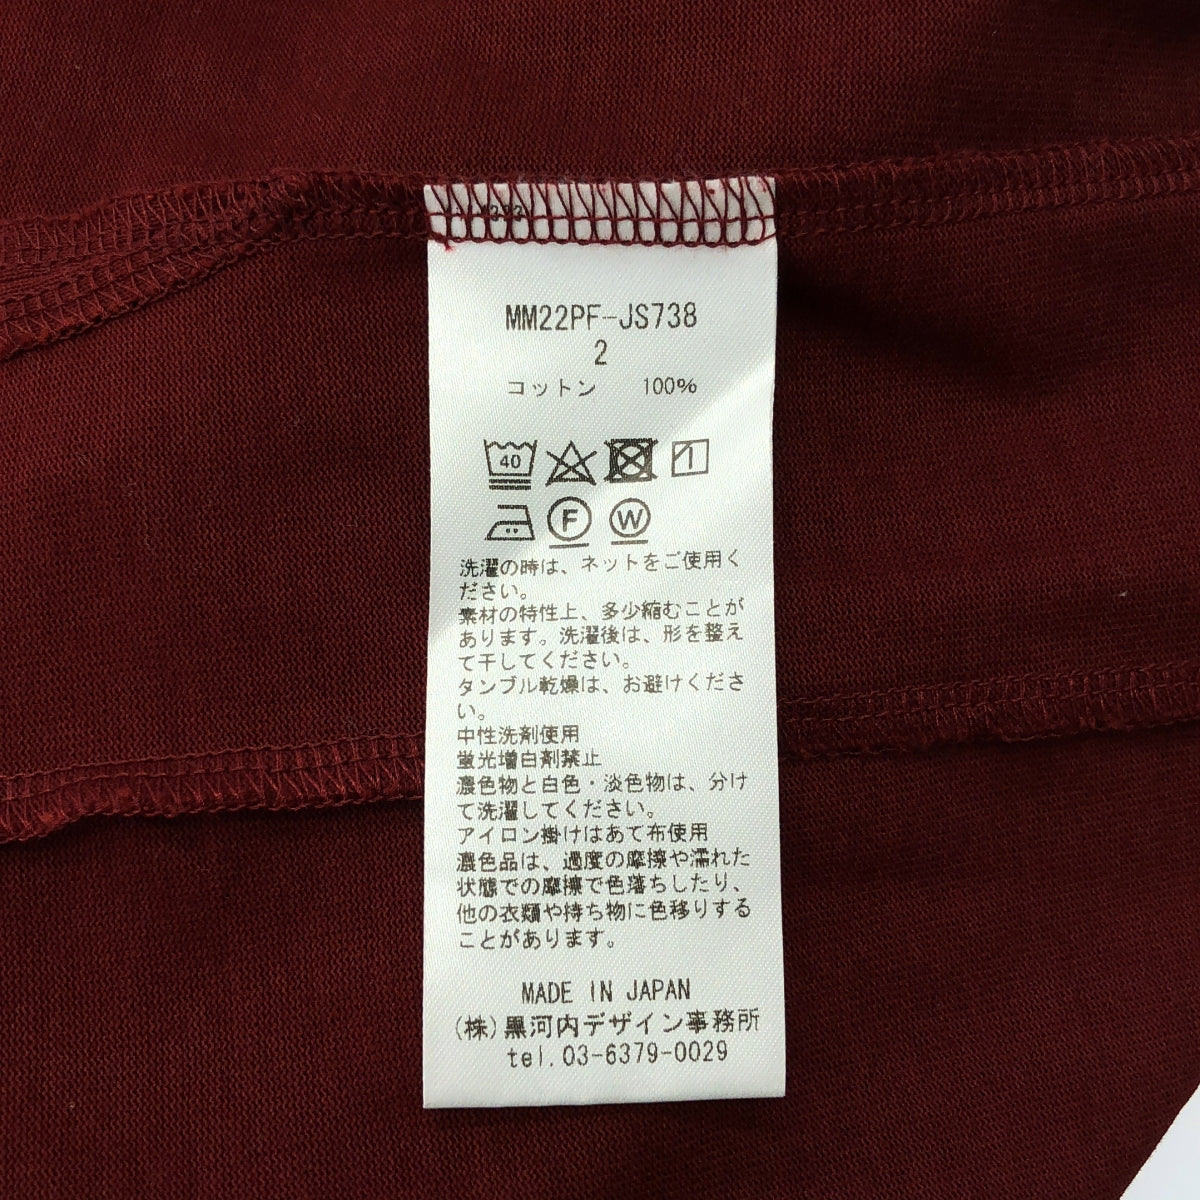 MM22PF-JS738
2
コットン 100%
40
F W
洗濯の時は、ネットをご使用く
ださい。
素材の特性上、多少縮むことが
あります。洗濯後は、形を整え
て干してください。
タンブル乾燥は、お避けくださ
い。
中性洗剤使用
蛍光増白剤禁止
濃色物と白色・淡色物は、分け
て洗濯してください。
アイロン掛けはあて布使用
濃色品は、過度の摩擦や濡れた
状態での摩擦で色落ちしたり、
他の衣類や持ち物に色移りする
ことがあります。
MADE IN JAPAN
(株)黒河内デザイン事務所
tel.03-6379-0029